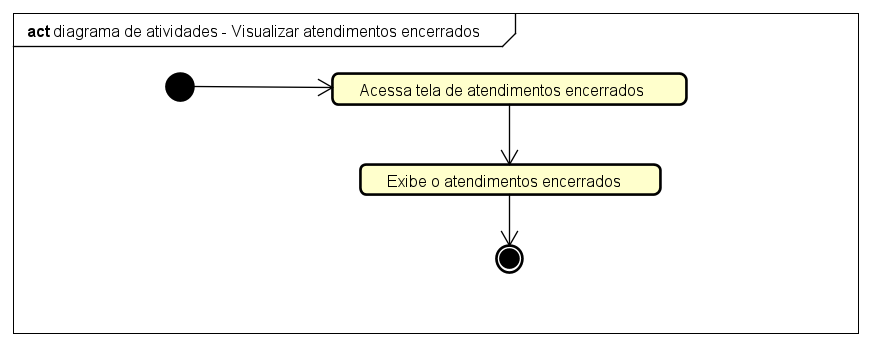 act diagrama de atividades - Visualizar atendimentos encerrados
Acessa tela de atendimentos encerrados
Exibe o atendimentos encerrados